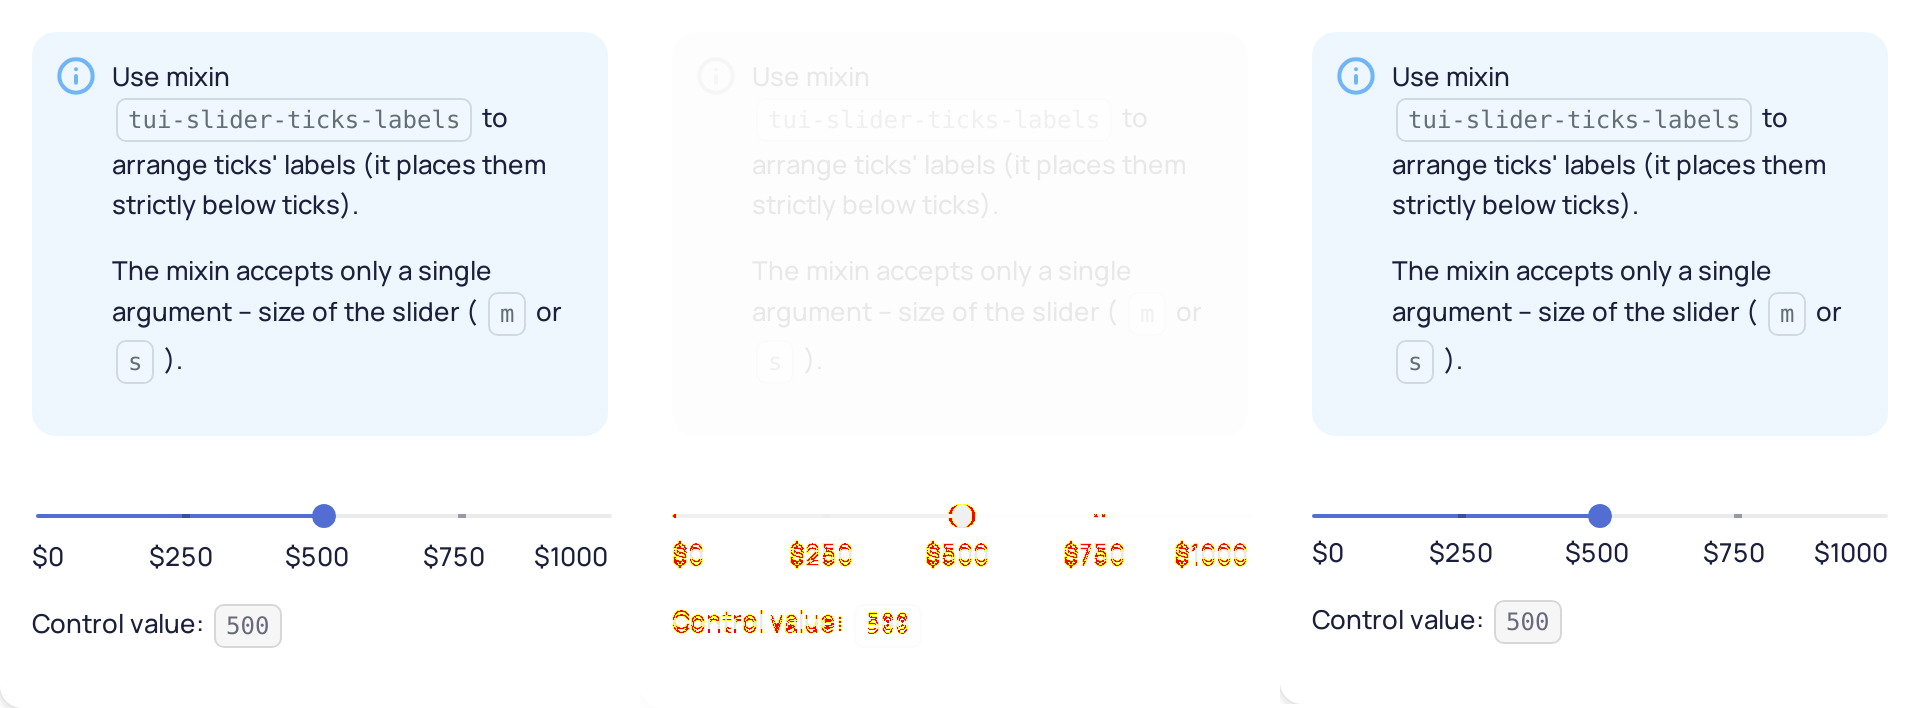 Use mixin
tui-slider-ticks-labels to
arrange ticks' labels (it places them
strictly below ticks).
The mixin accepts only a single
argument – size of the slider ( m or
s ).
$0 $250 $500 $750 $1000
Control value: 500
Use mixin
tui-slider-ticks-labels to
arrange ticks' labels (it places them
strictly below ticks).
The mixin accepts only a single
argument – size of the slider ( m or
s ).
$0 $250 $500 $750 $1000
Control value: 500
Use mixin
tui-slider-ticks-labels to
arrange ticks' labels (it places them
strictly below ticks).
The mixin accepts only a single
argument – size of the slider ( m or
s ).
$0 $250 $500 $750 $1000
Control value: 500